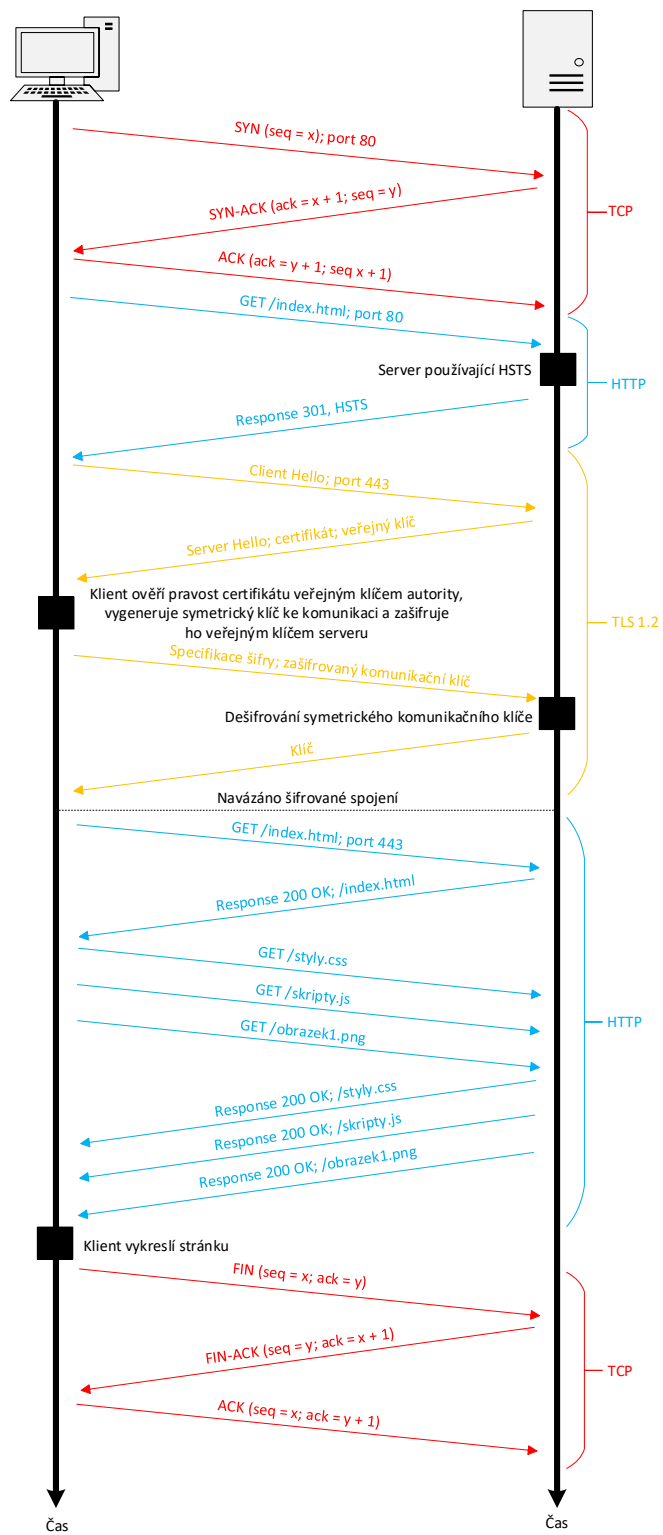 SYN (seq = x); port 80
SYN-ACK (ack = x + 1; seq = y)
TCP
ACK (ack = y + 1; seq x + 1)
GET /index.html; port 80
Server používající HSTS
HTTP
Response 301, HSTS
Client Hello; port 443
Server Hello; certifikát; veřejný klíč
Klient ověří pravost certifikátu veřejným klíčem autority,
vygeneruje symetrický klíč ke komunikaci a zašifruje
ho veřejným klíčem serveru
TLS 1.2
Specifikace šifry; zašifrovaný komunikační klíč
Dešifrování symetrického komunikačního klíče
Klíč
Navázáno šifrované spojení
GET /index.html; port 443
Response 200 OK; /index.html
GET /styly.css
GET /skripty.js
HTTP
GET /obrazek1.png
Response 200 OK; /styly.css
Response 200 OK; /skripty.js
Response 200 OK; /obrazek1.png
Klient vykreslí stránku
FIN (seq = x; ack = y)
FIN-ACK (seq = y; ack = x + 1)
TCP
ACK (seq = x; ack = y + 1)
Čas
Čas